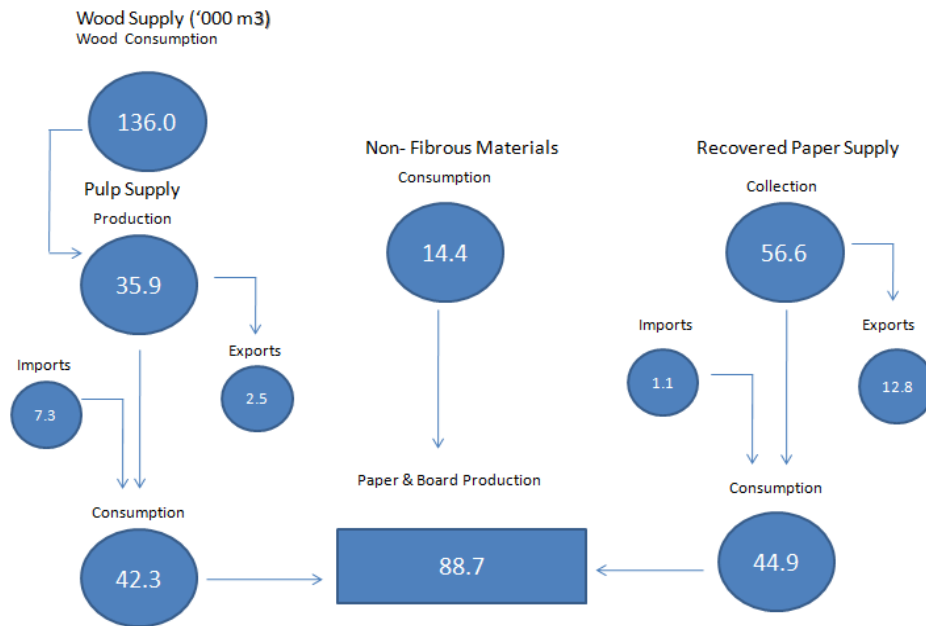 Wood Supply (‘000 m3)
Wood Consumption
136.0
Pulp Supply
Production
35.9
Exports
2.5
Imports
7.3
Consumption
42.3
Non- Fibrous Materials
Consumption
14.4
Paper & Board Production
88.7
Recovered Paper Supply
Collection
56.6
Imports
1.1
Exports
12.8
Consumption
44.9